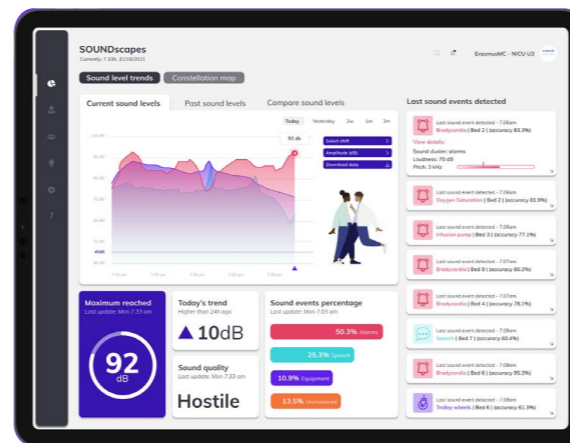 SOUNDscapes
Currently: 7.33h, 31/10/2021
ErasmusMC - NICU U3
Sound level trends
Constellation map
Current sound levels
Past sound levels
Compare sound levels
Today
Yesterday
2w
1m
3m
92 db
Select shift
Amplitude (dB)
Download data
Last sound events detected
Last sound event detected - 7.08am
Bradycardia | Bed 2 | (accuracy 83.3%)
View details:
Sound cluster: alarms
Loudness: 70 dB
Pitch: 3 kHz
Last sound event detected - 7.08am
Oxygen Saturation | Bed 2 | (accuracy 81.9%)
Last sound event detected - 7.08am
Infusion pump | Bed 3 | (accuracy 77.1%)
Last sound event detected - 7.07am
Bradycardia | Bed 9 | (accuracy 80.2%)
Last sound event detected - 7.07am
Bradycardia | Bed 4 | (accuracy 78.1%)
Last sound event detected - 7.08am
Speech | Bed 7 | (accuracy 60.4%)
Last sound event detected - 7.08am
Bradycardia | Bed 8 | (accuracy 95.3%)
Last sound event detected - 7.08am
Trolley wheels | Bed 6 | (accuracy 61.3%)
Maximum reached
Last update: Mon 7.33 am
92
dB
Today's trend
Higher than 24h ago
10dB
Sound quality
Last update: Mon 7.33 am
Hostile
Sound events percentage
Last update: Mon 7.03 am
50.3% Alarms
25.3% Speech
10.9% Equipment
13.5% Unclustered